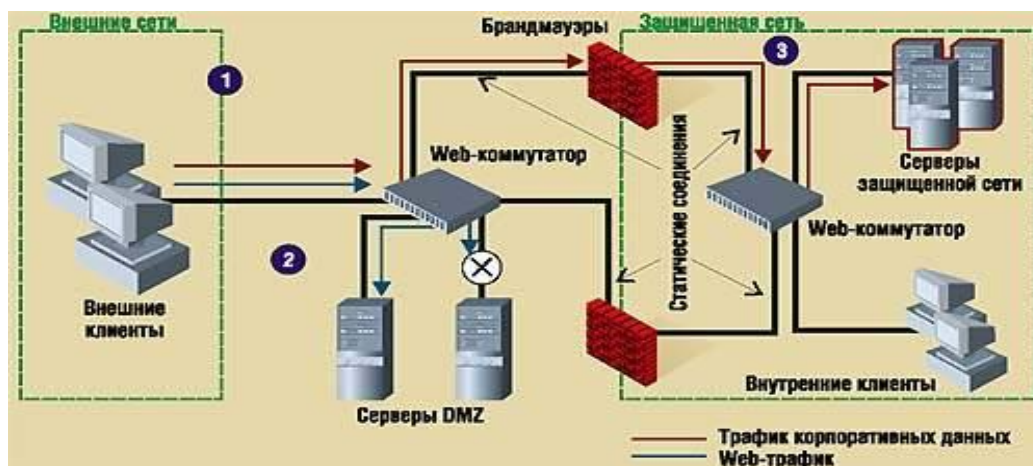 Внешние сети
Брандмауэры
Защищенная сеть
1
3
Web-коммутатор
Серверы
защищенной сети
Статические соединения
Web-коммутатор
2
Внешние
клиенты
Серверы DMZ
Внутренние клиенты
Трафик корпоративных данных
Web-трафик